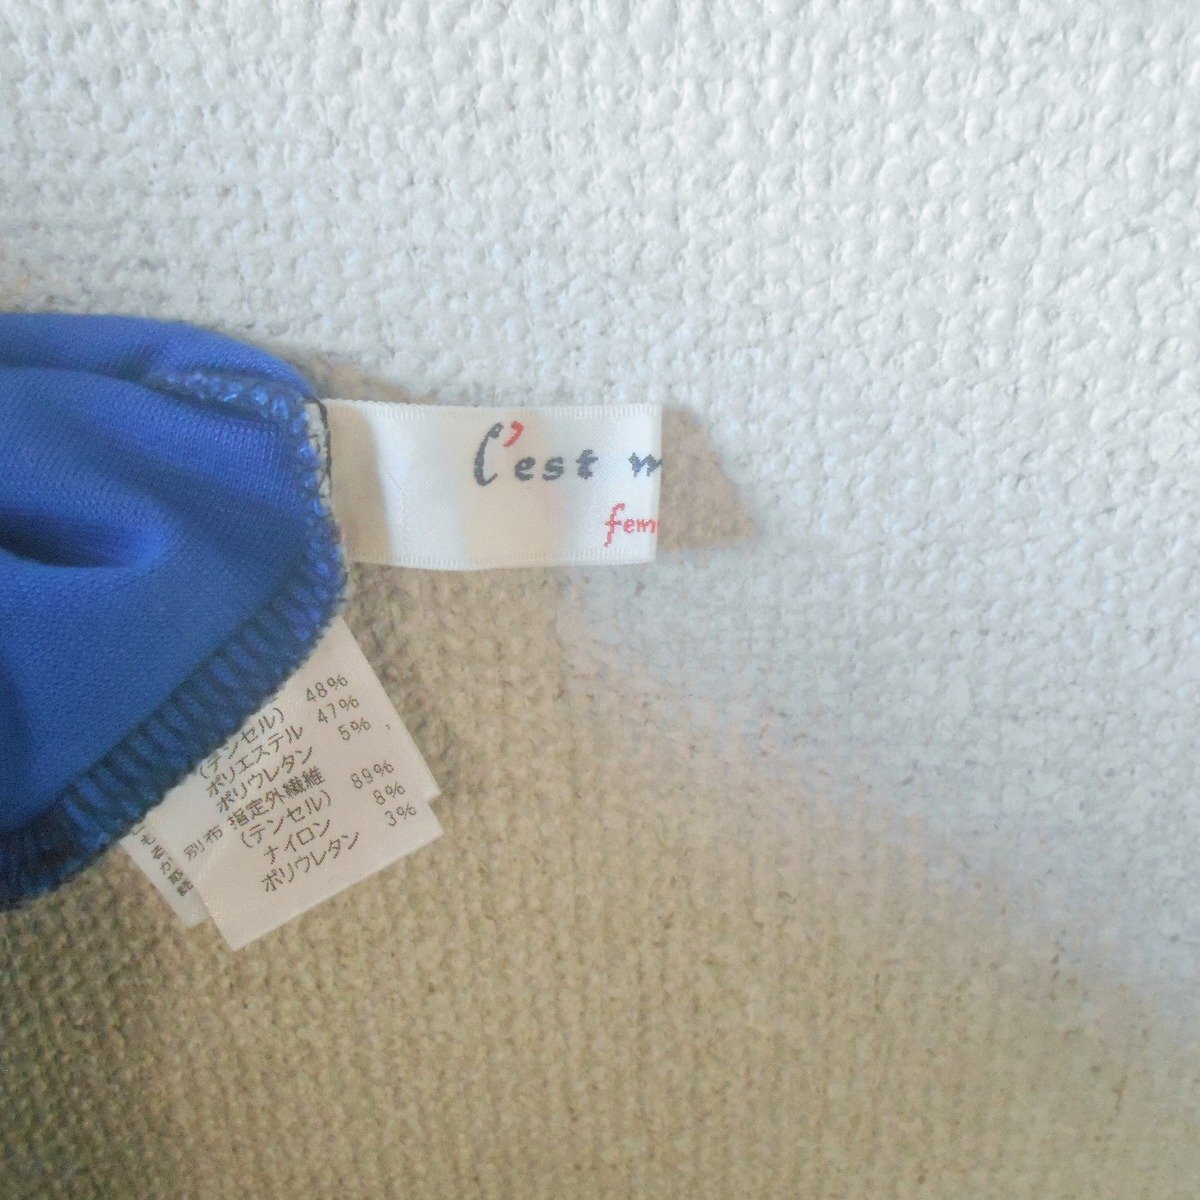 C'est m
fem
(テンセル) 48%
ポリエステル 47%
ポリウレタン 5%
別布 指定外繊維
(テンセル) 89%
ナイロン 8%
ポリウレタン 3%